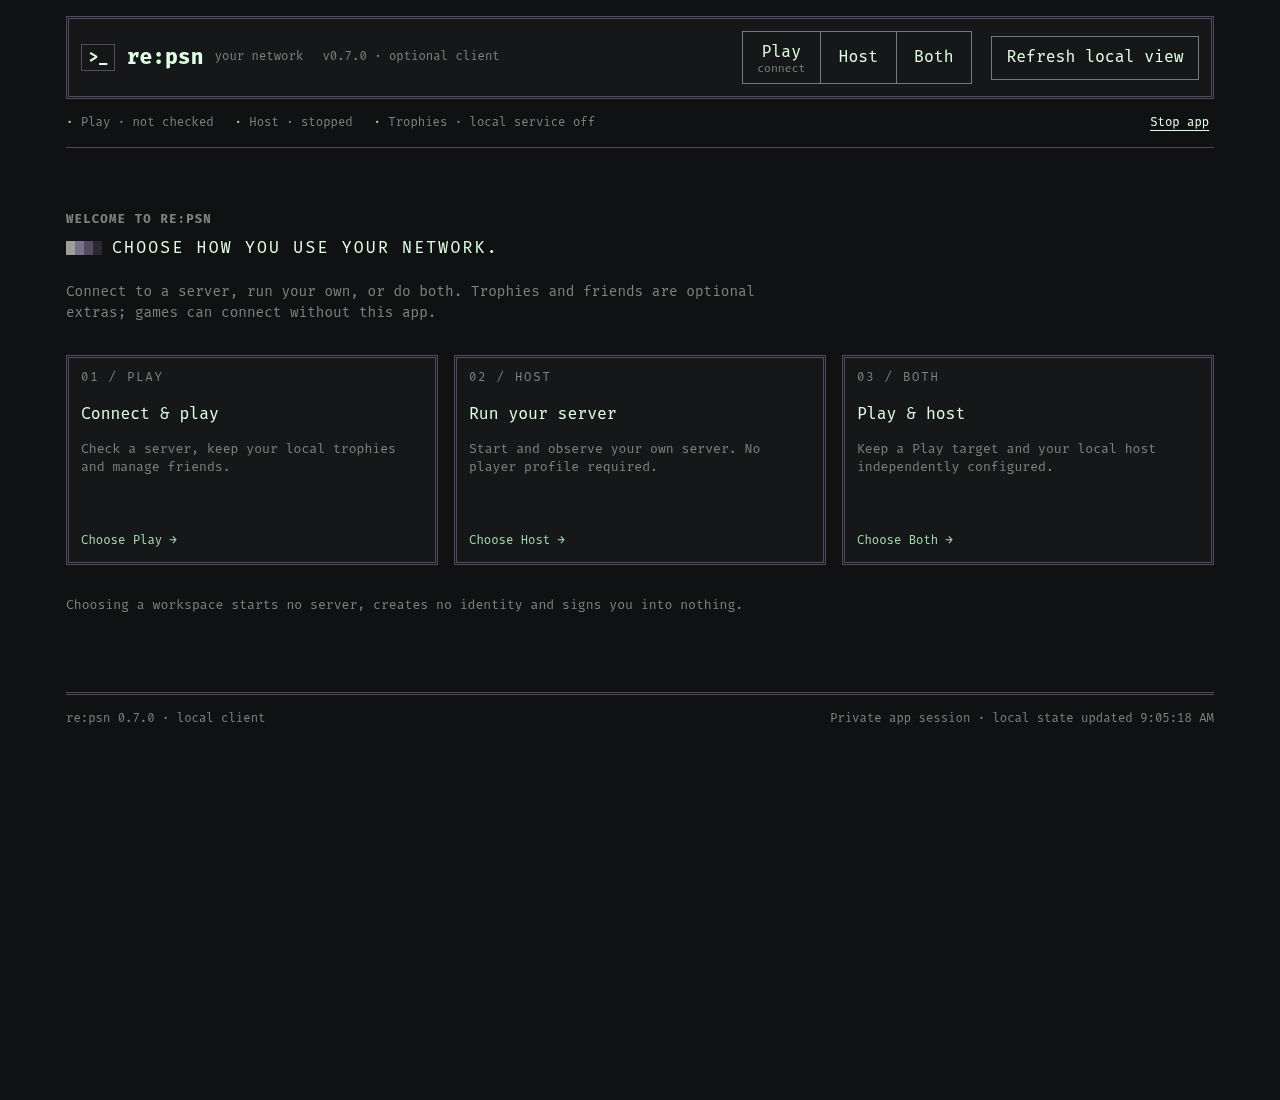 >_ re:psn your network v0.7.0 · optional client
Play
connect
Host
Both
Refresh local view
· Play · not checked · Host · stopped · Trophies · local service off
Stop app
WELCOME TO RE:PSN
CHOOSE HOW YOU USE YOUR NETWORK.
Connect to a server, run your own, or do both. Trophies and friends are optional
extras; games can connect without this app.
01 / PLAY
Connect & play
Check a server, keep your local trophies
and manage friends.
Choose Play →
02 / HOST
Run your server
Start and observe your own server. No
player profile required.
Choose Host →
03 / BOTH
Play & host
Keep a Play target and your local host
independently configured.
Choose Both →
Choosing a workspace starts no server, creates no identity and signs you into nothing.
re:psn 0.7.0 · local client
Private app session · local state updated 9:05:18 AM